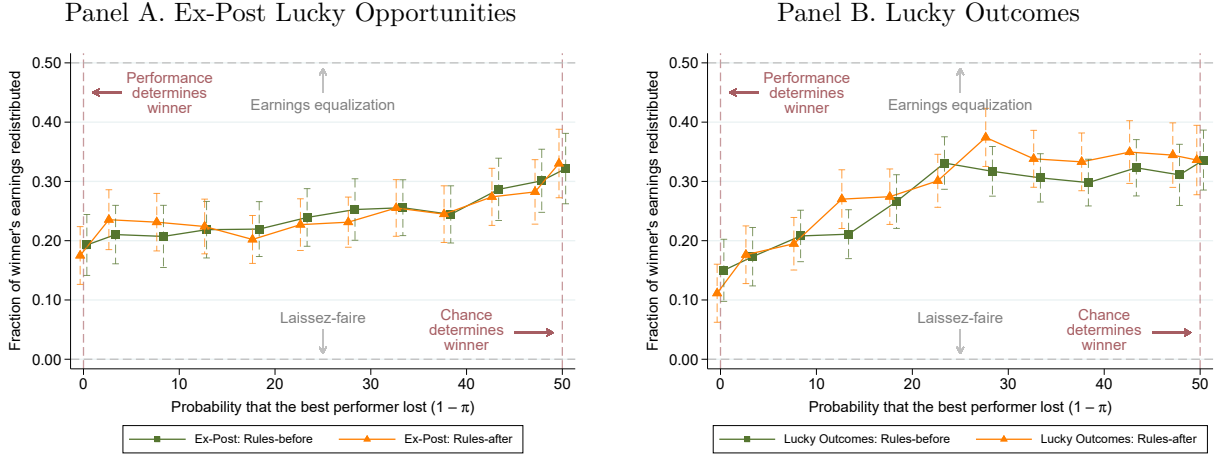 Panel A. Ex-Post Lucky Opportunities
Fraction of winner's earnings redistributed
0.50
0.40
0.30
0.20
0.10
0.00
Performance
determines
winner
Earnings equalization
Laissez-faire
Chance
determines
winner
0
10
20
30
40
50
Probability that the best performer lost (1 − π)
Ex-Post: Rules-before
Ex-Post: Rules-after
Panel B. Lucky Outcomes
Fraction of winner's earnings redistributed
0.50
0.40
0.30
0.20
0.10
0.00
Performance
determines
winner
Earnings equalization
Laissez-faire
Chance
determines
winner
0
10
20
30
40
50
Probability that the best performer lost (1 − π)
Lucky Outcomes: Rules-before
Lucky Outcomes: Rules-after